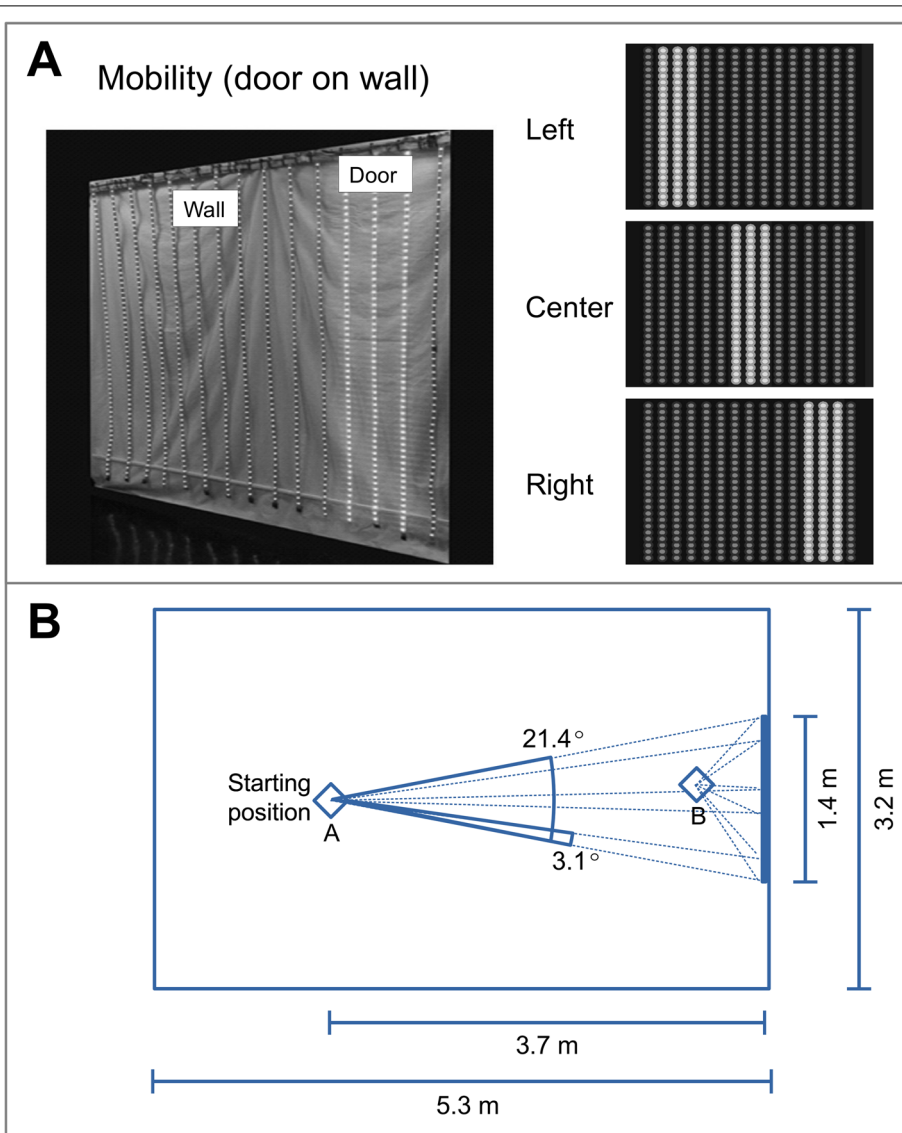 A
Mobility (door on wall)
Wall
Door
Left
Center
Right
B
21.4°
Starting
position
A
B
3.1°
1.4 m
3.2 m
3.7 m
5.3 m